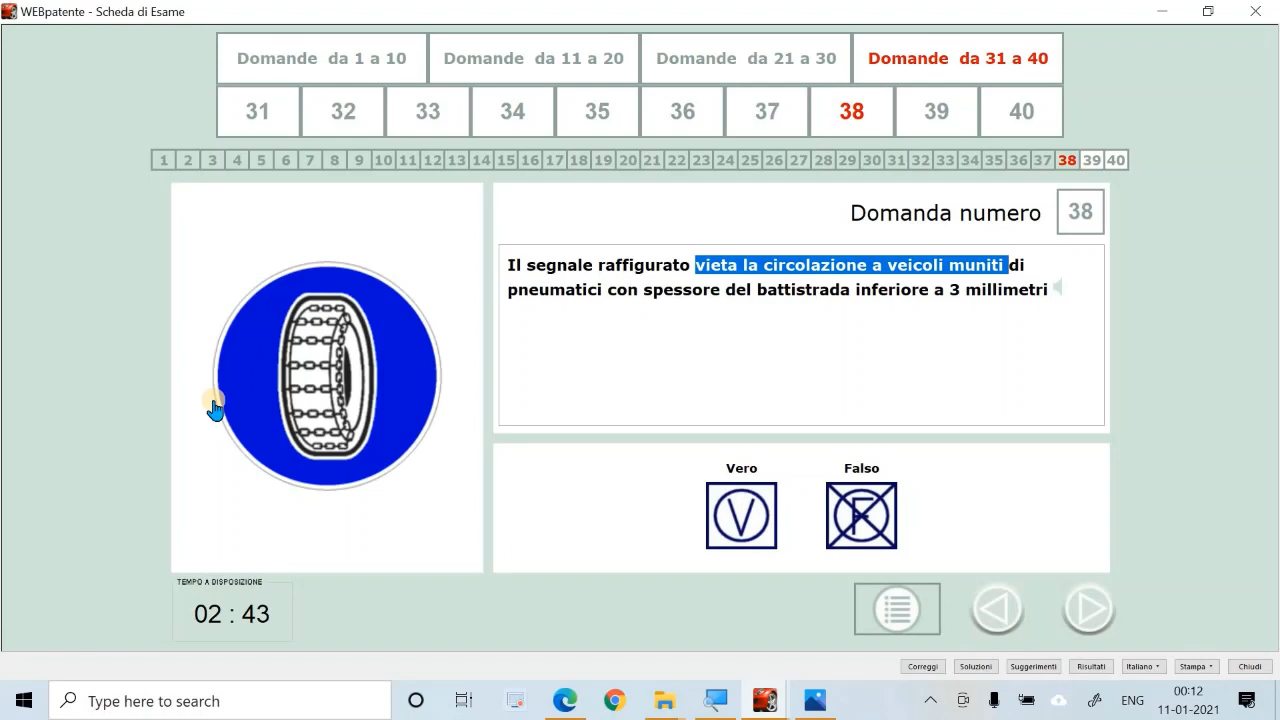 WEBpatente - Scheda di Esame
Domande da 1 a 10
Domande da 11 a 20
Domande da 21 a 30
Domande da 31 a 40
31 32 33 34 35 36 37 38 39 40
1 2 3 4 5 6 7 8 9 10 11 12 13 14 15 16 17 18 19 20 21 22 23 24 25 26 27 28 29 30 31 32 33 34 35 36 37 38 39 40
Domanda numero 38
Il segnale raffigurato vieta la circolazione a veicoli muniti di
pneumatici con spessore del battistrada inferiore a 3 millimetri
Vero Falso
V F
TEMPO A DISPOSIZIONE
02 : 43
Correggi Soluzioni Suggerimenti Risultati Italiano Stampa Chiudi
Type here to search
ENG
00:12
11-01-2021